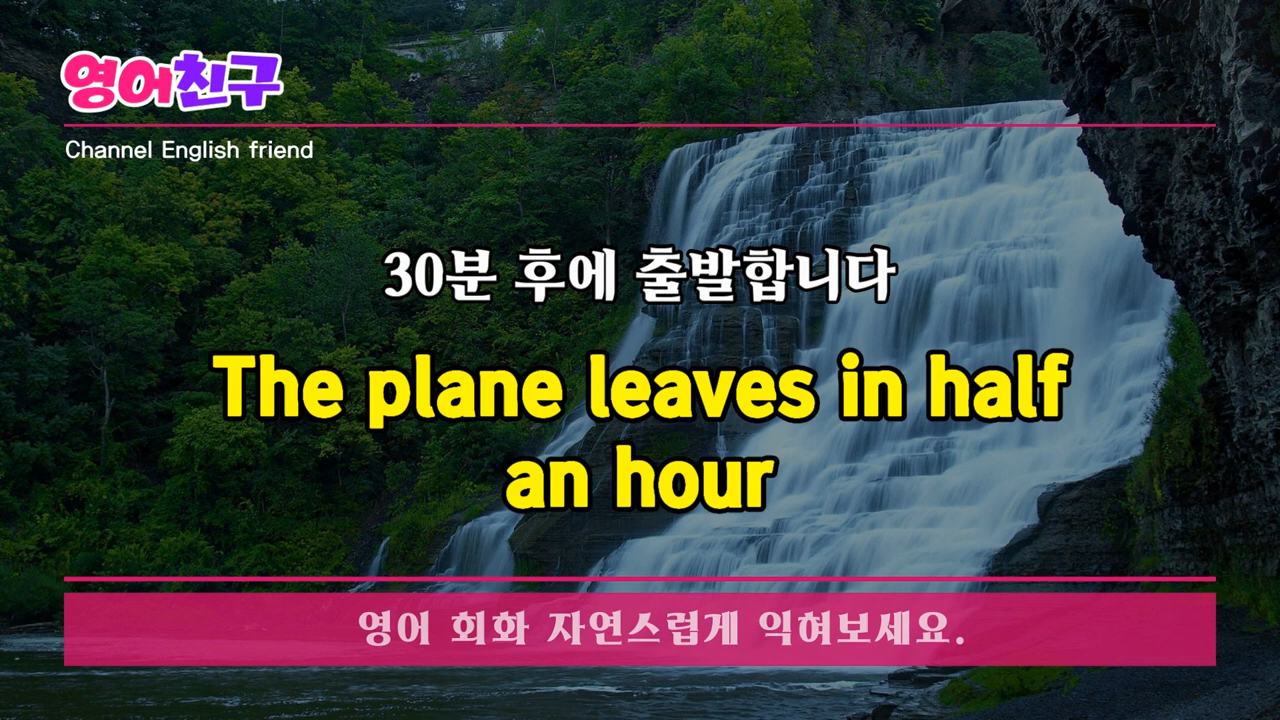 영어친구
Channel English friend
30분 후에 출발합니다
The plane leaves in half
an hour
영어 회화 자연스럽게 익혀보세요.